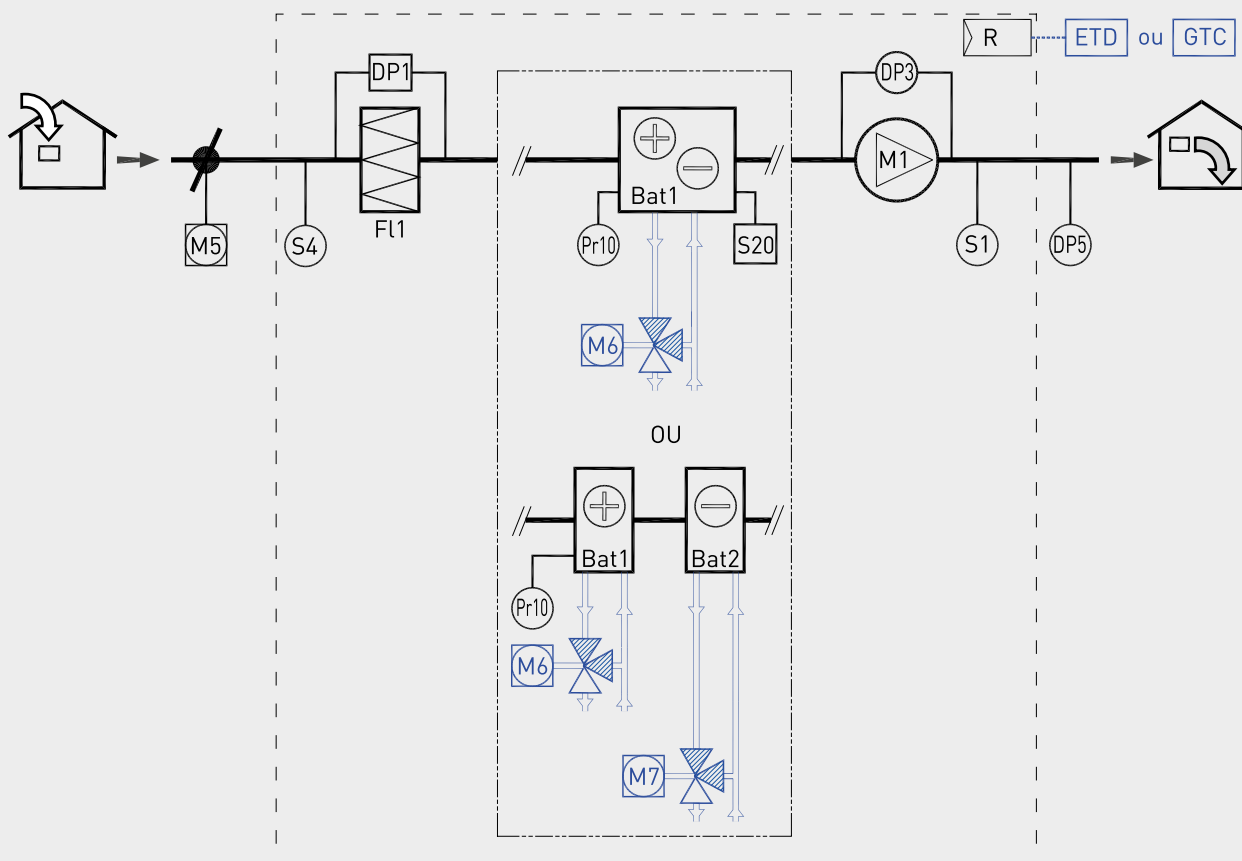 R ETD ou GTC
DP1 DP3
M1
Bat1
Fl1
M5 S4 Pr10 S20 S1 DP5
M6
OU
Bat1 Bat2
Pr10
M6
M7